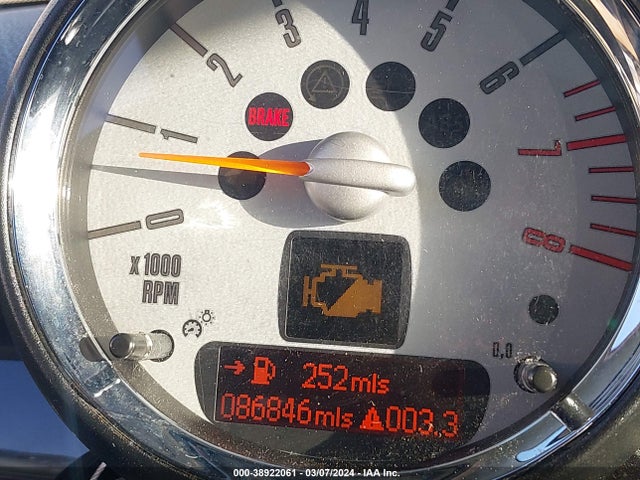 4
3 5
2 6
BRAKE
1 7
0 8
x 1000
RPM
0.0
252mls
086846mls 003.3
000-38922061 - 03/07/2024 - IAA Inc.